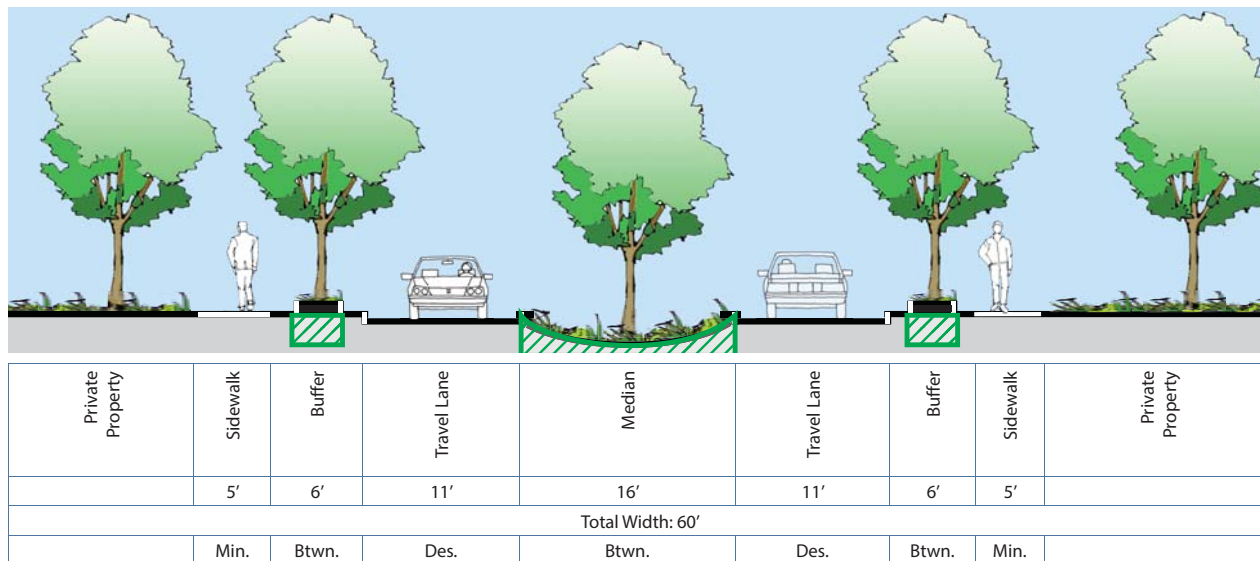 Private
Property
Sidewalk
Buffer
Travel Lane
Median
Travel Lane
Buffer
Sidewalk
Private
Property
5’ 6’ 11’ 16’ 11’ 6’ 5’
Total Width: 60’
Min. Btwn. Des. Btwn. Des. Btwn. Min.